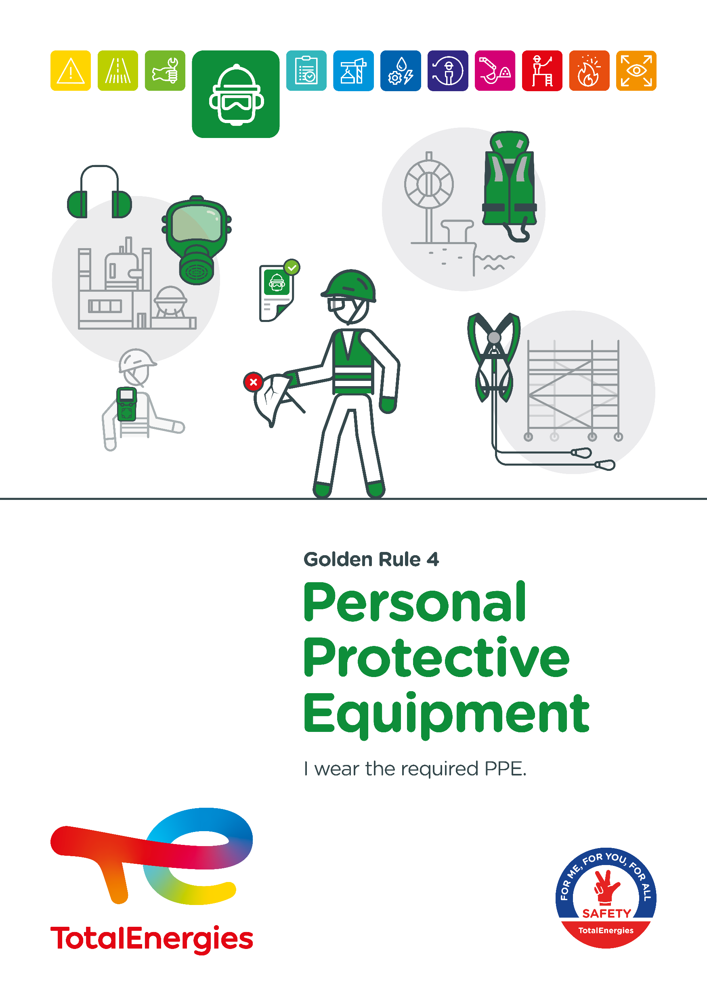 Golden Rule 4
Personal
Protective
Equipment
I wear the required PPE.
TotalEnergies
FOR ME, FOR YOU, FOR ALL
SAFETY
TotalEnergies